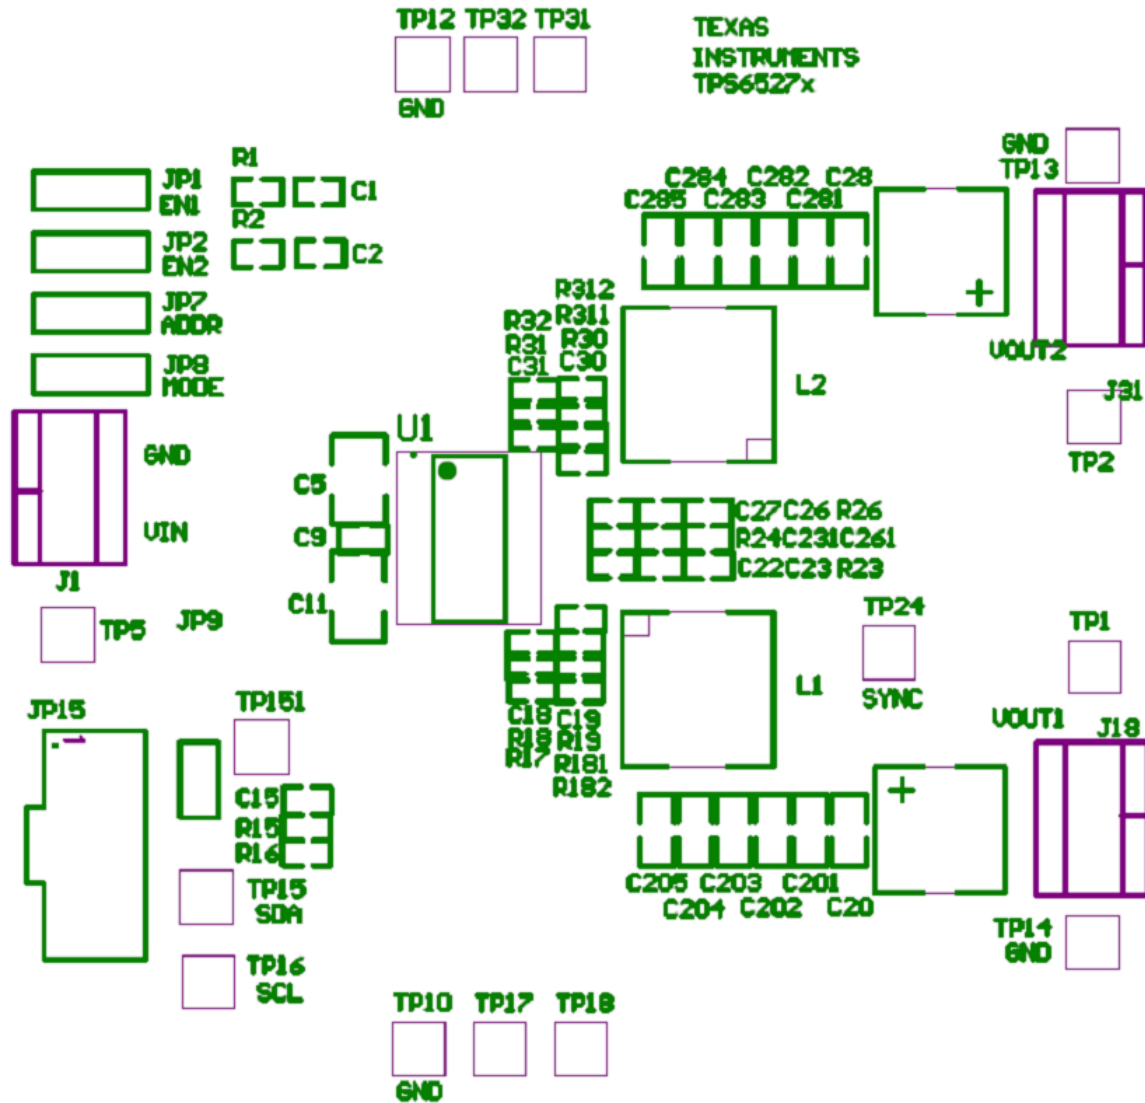 TP12 TP32 TP31
GND
TEXAS
INSTRUMENTS
TPS6527x
GND
TP13
R1
JP1
EN1
C1
R2
JP2
EN2
C2
JP7
ADDR
JP8
MODE
C284 C282 C28
C285 C283 C281
+
VOUT2
J31
TP2
R312
R32 R311
R31 R30
C31 C30
L2
U1
GND
VIN
J1
C5
C9
C11
C27 C26 R26
R24 C231 C261
C22 C23 R23
TP5
JP9
TP24
SYNC
TP1
L1
JP15
1
TP151
C18 C19
R18 R19
R17 R181
R182
VOUT1
J18
+
C15
R15
R16
TP15
SDA
TP16
SCL
C205 C203 C201
C204 C202 C20
TP14
GND
TP10 TP17 TP18
GND